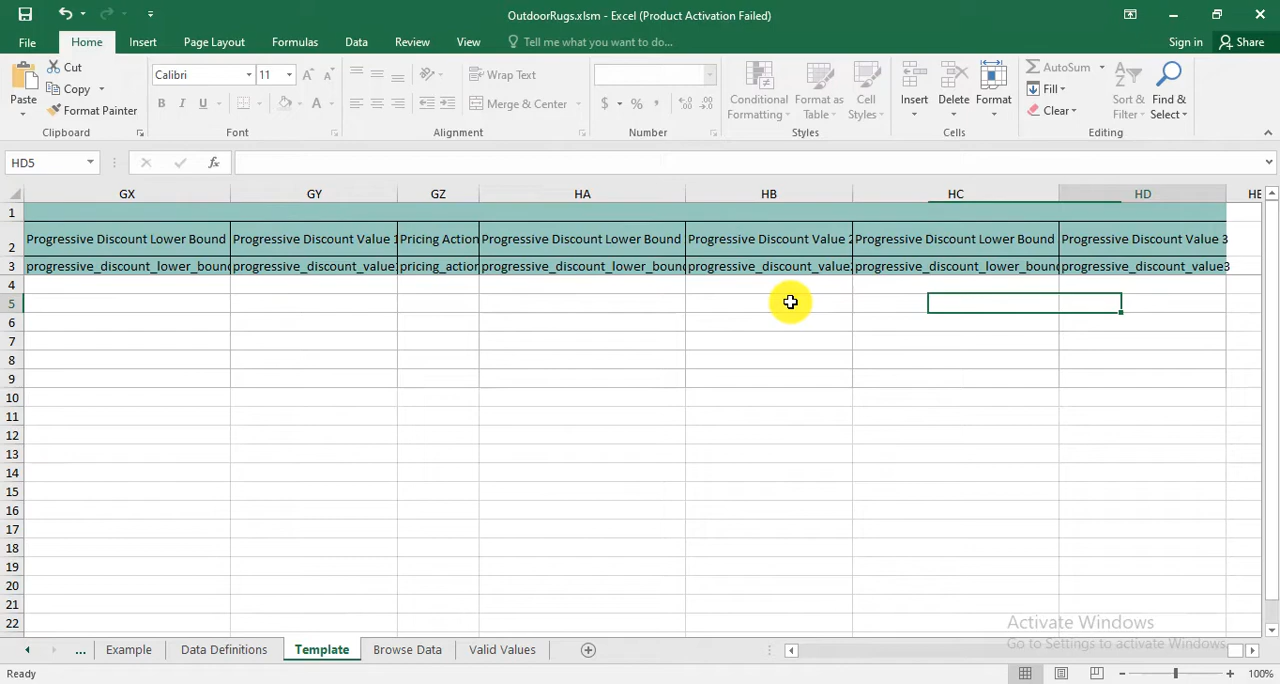 OutdoorRugs.xlsm - Excel (Product Activation Failed)
File Home Insert Page Layout Formulas Data Review View Tell me what you want to do... Sign in Share
Paste
Cut
Copy
Format Painter
Clipboard
Calibri 11
B I U
Font
Wrap Text
Merge & Center
Alignment
$ % ,
Number
Conditional Formatting
Format as Table
Cell Styles
Styles
Insert
Delete
Format
Cells
AutoSum
Fill
Clear
Sort & Filter
Find & Select
Editing
HD5 fx
GX GY GZ HA HB HC HD HE
1
2 Progressive Discount Lower Bound Progressive Discount Value 1 Pricing Action Progressive Discount Lower Bound Progressive Discount Value 2 Progressive Discount Lower Bound Progressive Discount Value 3
3 progressive_discount_lower_boun progressive_discount_value pricing_action progressive_discount_lower_boun progressive_discount_value progressive_discount_lower_boun progressive_discount_value3
4
5
6
7
8
9
10
11
12
13
14
15
16
17
18
19
20
21
22
Activate Windows
Go to Settings to activate Windows.
... Example Data Definitions Template Browse Data Valid Values
Ready 100%